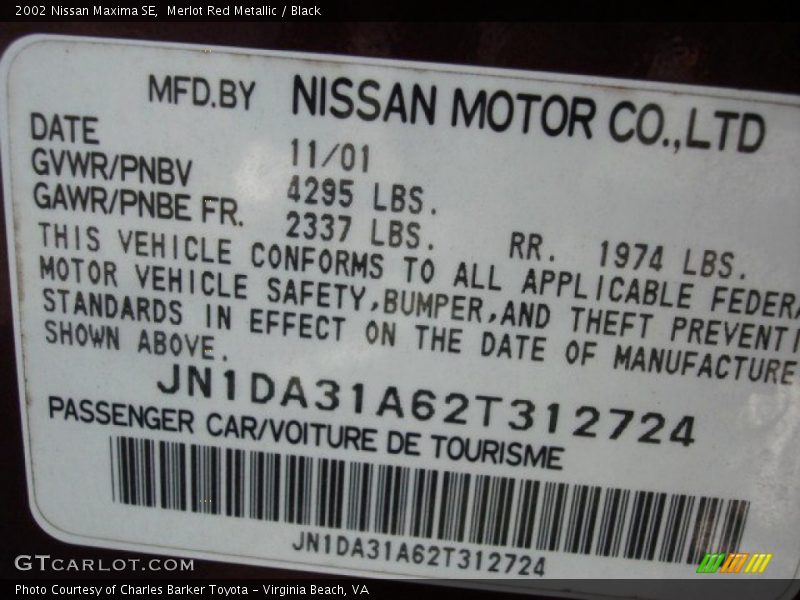 2002 Nissan Maxima SE, Merlot Red Metallic / Black
MFD.BY NISSAN MOTOR CO.,LTD
DATE 11/01
GVWR/PNBV 4295 LBS.
GAWR/PNBE FR. 2337 LBS. RR. 1974 LBS.
THIS VEHICLE CONFORMS TO ALL APPLICABLE FEDERA
MOTOR VEHICLE SAFETY,BUMPER,AND THEFT PREVENTI
STANDARDS IN EFFECT ON THE DATE OF MANUFACTURE
SHOWN ABOVE.
JN1DA31A62T312724
PASSENGER CAR/VOITURE DE TOURISME
JN1DA31A62T312724
GTCARLOT.COM
Photo Courtesy of Charles Barker Toyota - Virginia Beach, VA